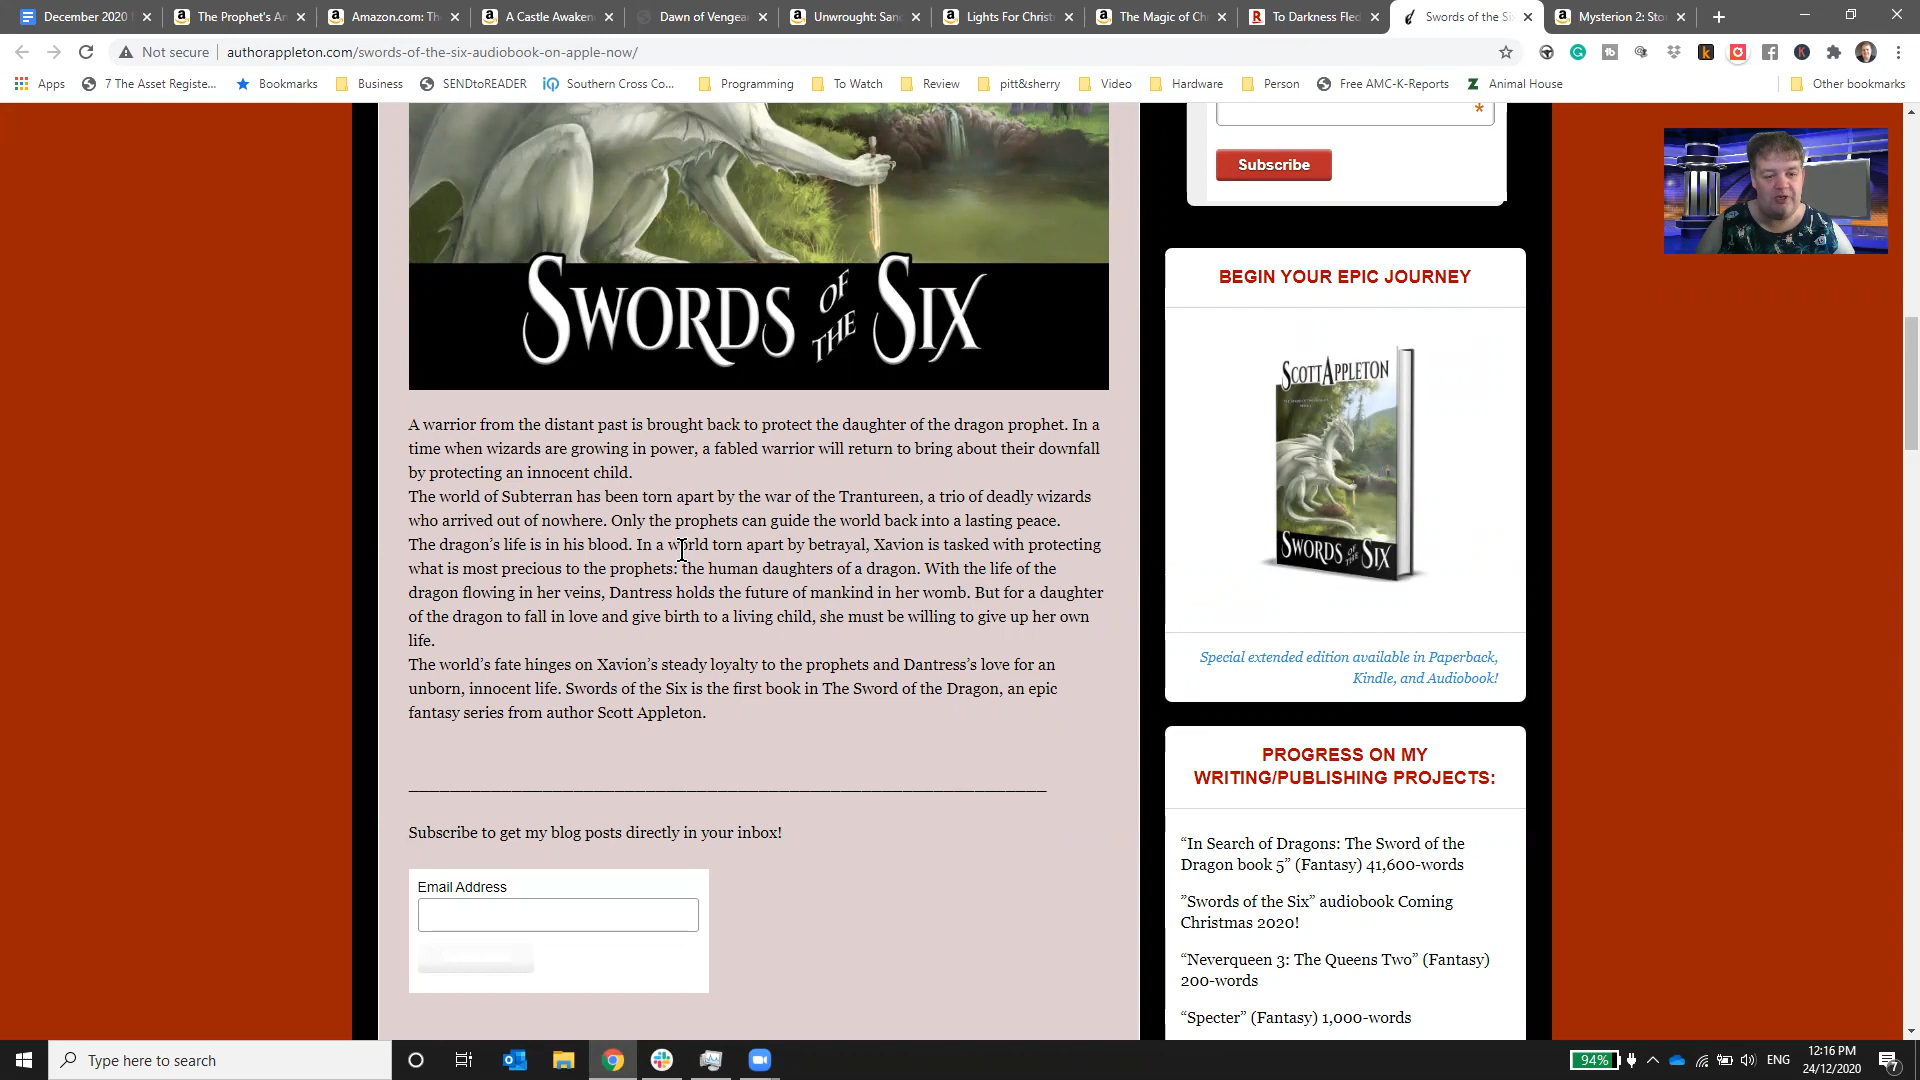 December 2020
The Prophet's A
Amazon.com: Th
A Castle Awaken
Dawn of Vengea
Unwrought: San
Lights For Christ
The Magic of Ch
To Darkness Fled
Swords of the Si
Mysterion 2: Sto
Not secure
authorappleton.com/swords-of-the-six-audiobook-on-apple-now/
Apps
7 The Asset Registe...
Bookmarks
Business
SENDtoREADER
Southern Cross Co...
Programming
To Watch
Review
pitt&sherry
Video
Hardware
Person
Free AMC-K-Reports
Animal House
Other bookmarks
SWORDS OF THE SIX
A warrior from the distant past is brought back to protect the daughter of the dragon prophet. In a
time when wizards are growing in power, a fabled warrior will return to bring about their downfall
by protecting an innocent child.
The world of Subterran has been torn apart by the war of the Trantureen, a trio of deadly wizards
who arrived out of nowhere. Only the prophets can guide the world back into a lasting peace.
The dragon's life is in his blood. In a world torn apart by betrayal, Xavion is tasked with protecting
what is most precious to the prophets: the human daughters of a dragon. With the life of the
dragon flowing in her veins, Dantress holds the future of mankind in her womb. But for a daughter
of the dragon to fall in love and give birth to a living child, she must be willing to give up her own
life.
The world's fate hinges on Xavion's steady loyalty to the prophets and Dantress's love for an
unborn, innocent life. Swords of the Six is the first book in The Sword of the Dragon, an epic
fantasy series from author Scott Appleton.
Subscribe to get my blog posts directly in your inbox!
Email Address
*
Subscribe
BEGIN YOUR EPIC JOURNEY
SCOTT APPLETON
SWORDS OF THE SIX
Special extended edition available in Paperback,
Kindle, and Audiobook!
PROGRESS ON MY
WRITING/PUBLISHING PROJECTS:
“In Search of Dragons: The Sword of the
Dragon book 5” (Fantasy) 41,600-words
”Swords of the Six” audiobook Coming
Christmas 2020!
“Neverqueen 3: The Queens Two” (Fantasy)
200-words
“Specter” (Fantasy) 1,000-words
Type here to search
94%
ENG
12:16 PM
24/12/2020
7